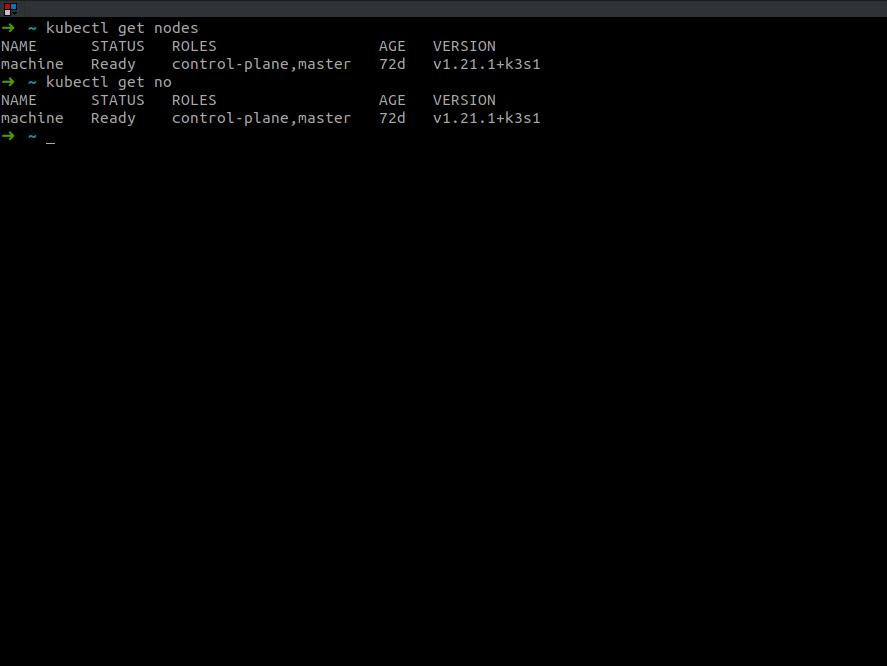 ➜ ~ kubectl get nodes
NAME      STATUS   ROLES                  AGE   VERSION
machine   Ready    control-plane,master   72d   v1.21.1+k3s1
➜ ~ kubectl get no
NAME      STATUS   ROLES                  AGE   VERSION
machine   Ready    control-plane,master   72d   v1.21.1+k3s1
➜ ~ _